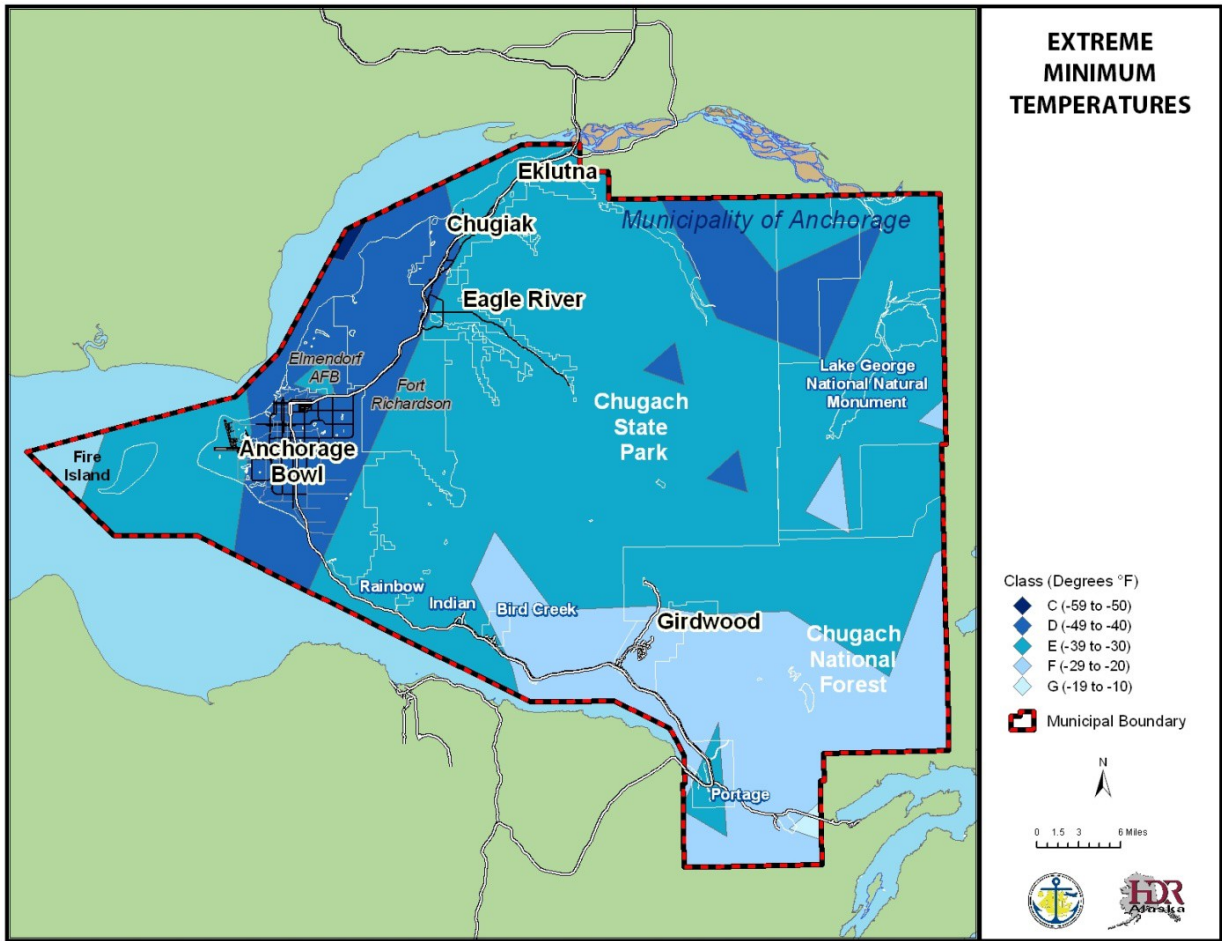 EXTREME
MINIMUM
TEMPERATURES
Eklutna
Municipality of Anchorage
Chugiak
Eagle River
Elmendorf
AFB
Fort
Richardson
Lake George
National Natural
Monument
Chugach
State
Park
Anchorage
Bowl
Fire
Island
Rainbow
Indian
Bird Creek
Girdwood
Chugach
National
Forest
Portage
Class (Degrees °F)
C (-59 to -50)
D (-49 to -40)
E (-39 to -30)
F (-29 to -20)
G (-19 to -10)
Municipal Boundary
N
0 1.5 3 6 Miles
HDR
Alaska